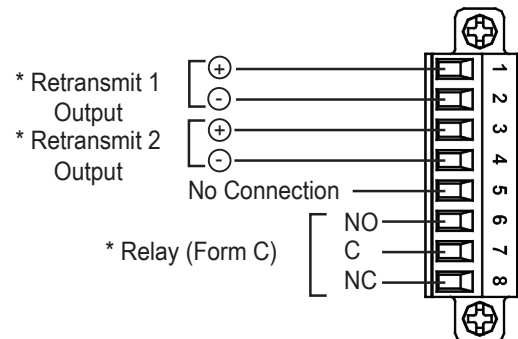 * Retransmit 1
Output
+
-
* Retransmit 2
Output
+
-
No Connection
* Relay (Form C)
NO
C
NC
1
2
3
4
5
6
7
8